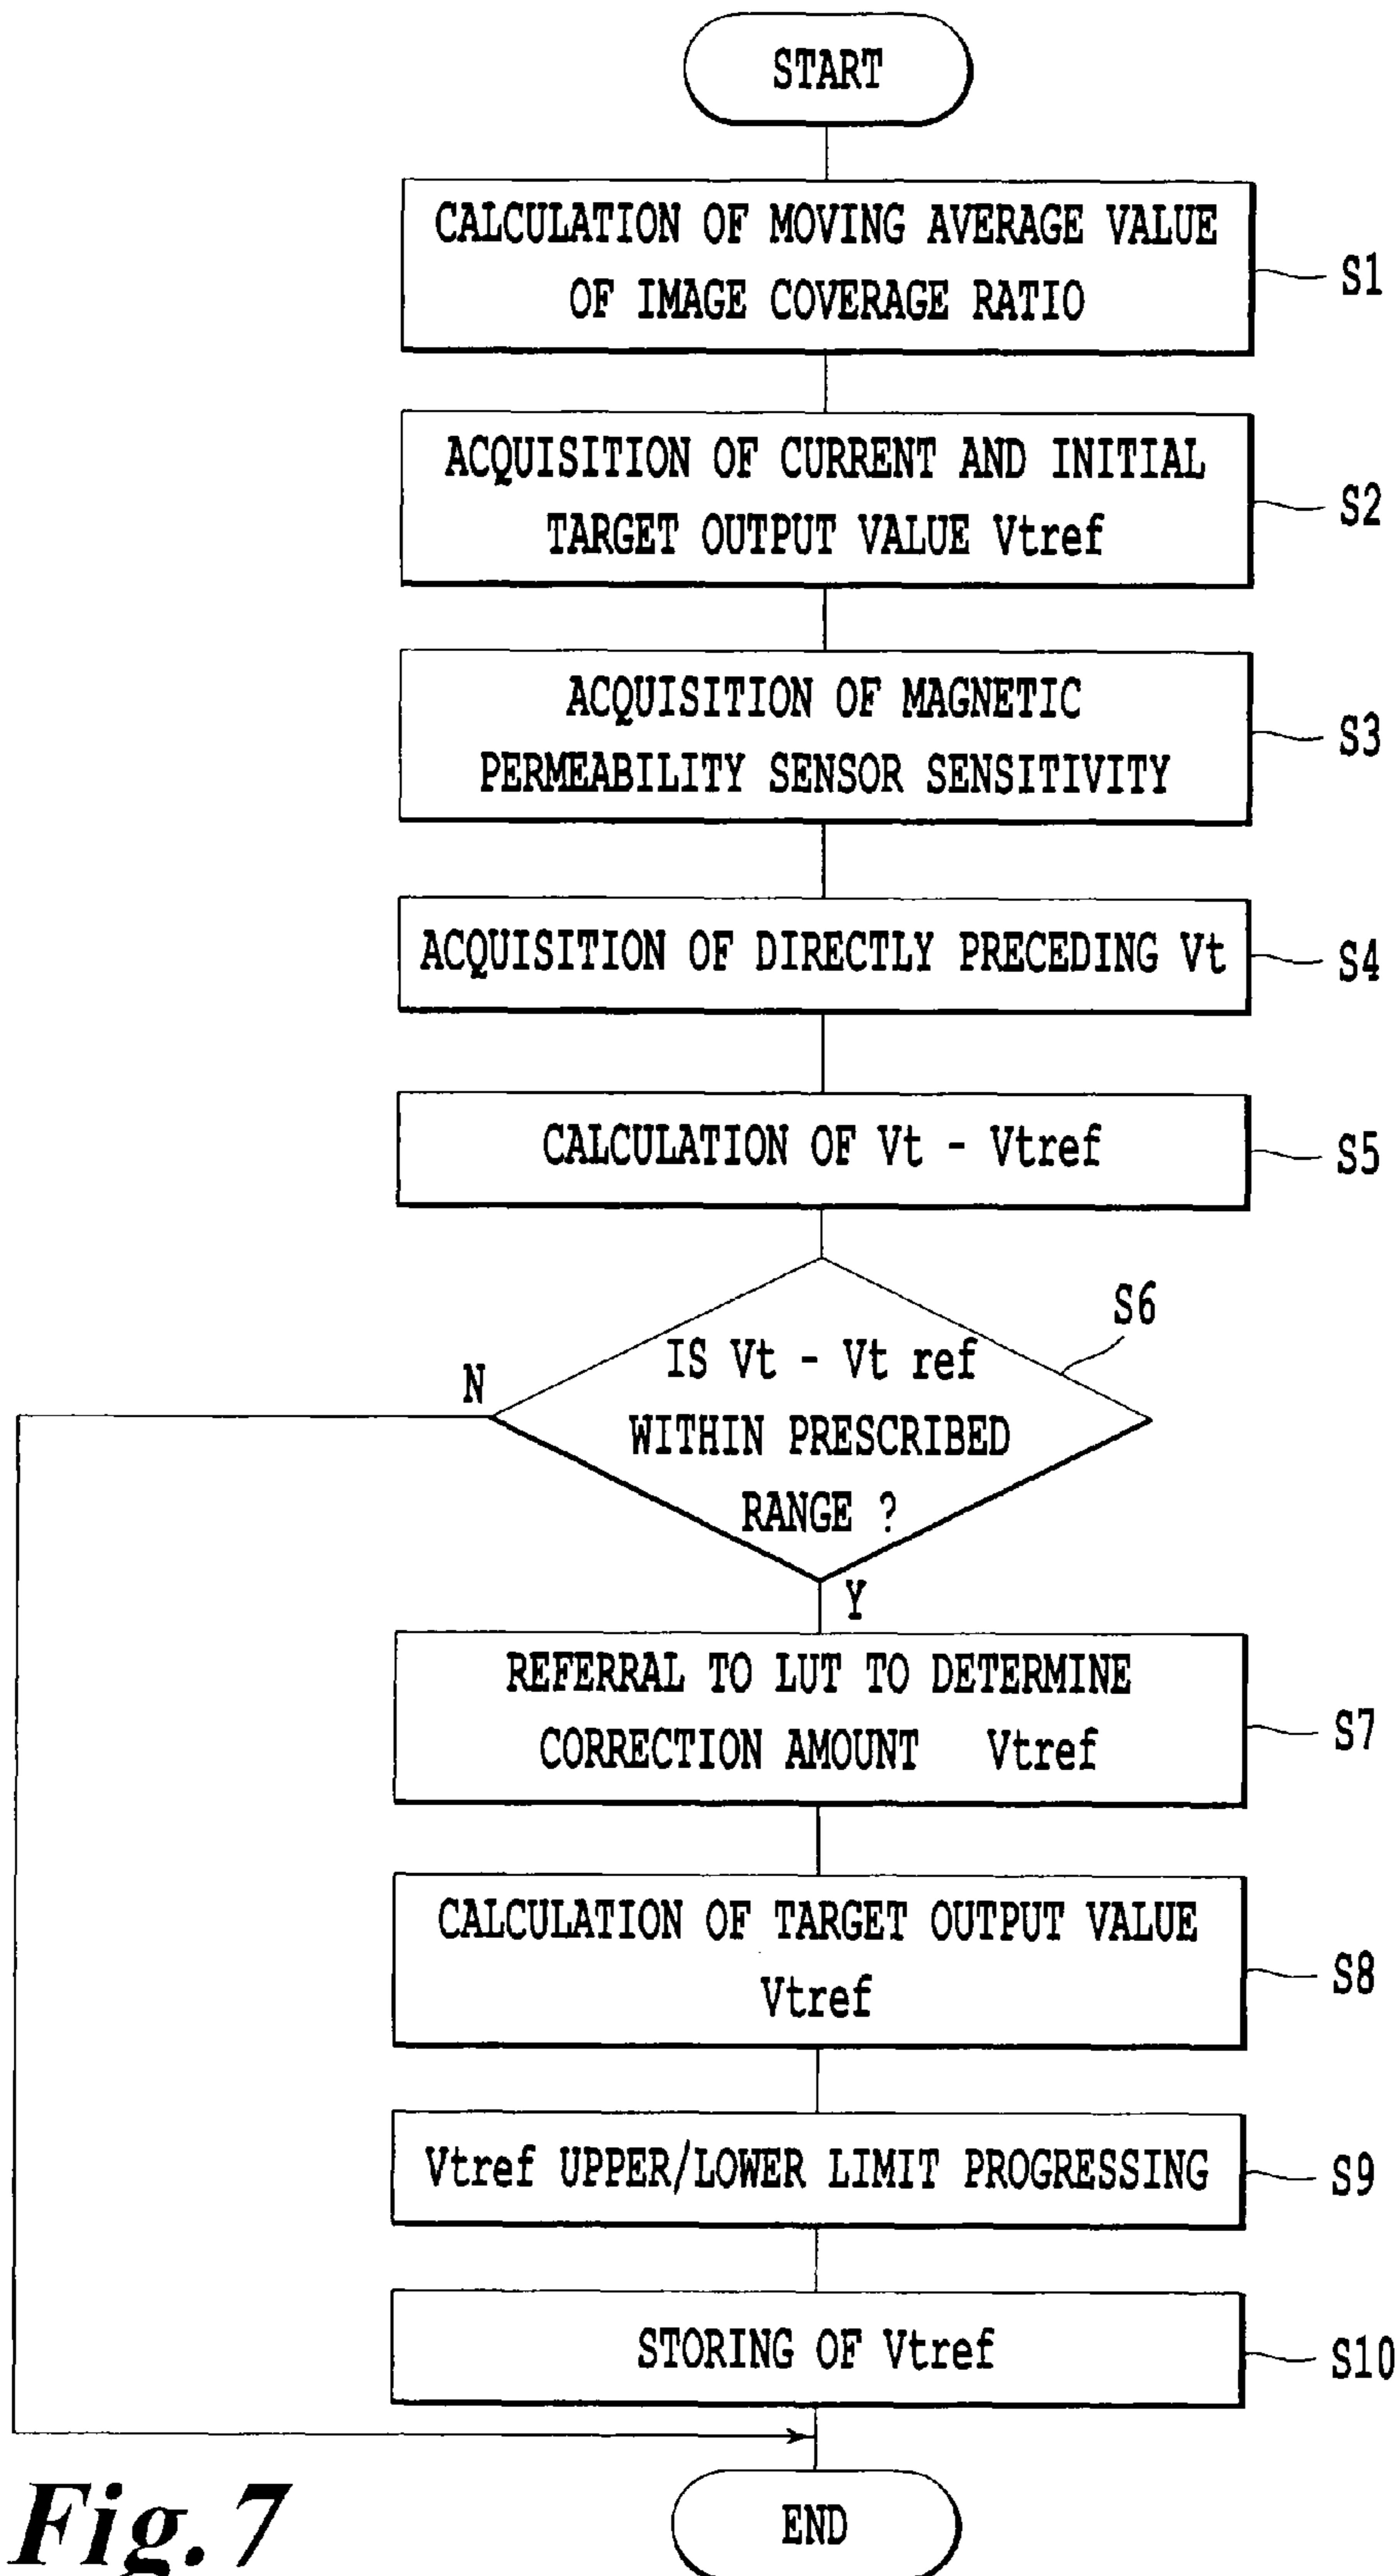 START
CALCULATION OF MOVING AVERAGE VALUE
OF IMAGE COVERAGE RATIO
S1
ACQUISITION OF CURRENT AND INITIAL
TARGET OUTPUT VALUE Vtref
S2
ACQUISITION OF MAGNETIC
PERMEABILITY SENSOR SENSITIVITY
S3
ACQUISITION OF DIRECTLY PRECEDING Vt
S4
CALCULATION OF Vt - Vtref
S5
S6
IS Vt - Vt ref
WITHIN PRESCRIBED
RANGE ?
N
Y
REFERRAL TO LUT TO DETERMINE
CORRECTION AMOUNT Vtref
S7
CALCULATION OF TARGET OUTPUT VALUE
Vtref
S8
Vtref UPPER/LOWER LIMIT PROGRESSING
S9
STORING OF Vtref
S10
END
Fig. 7